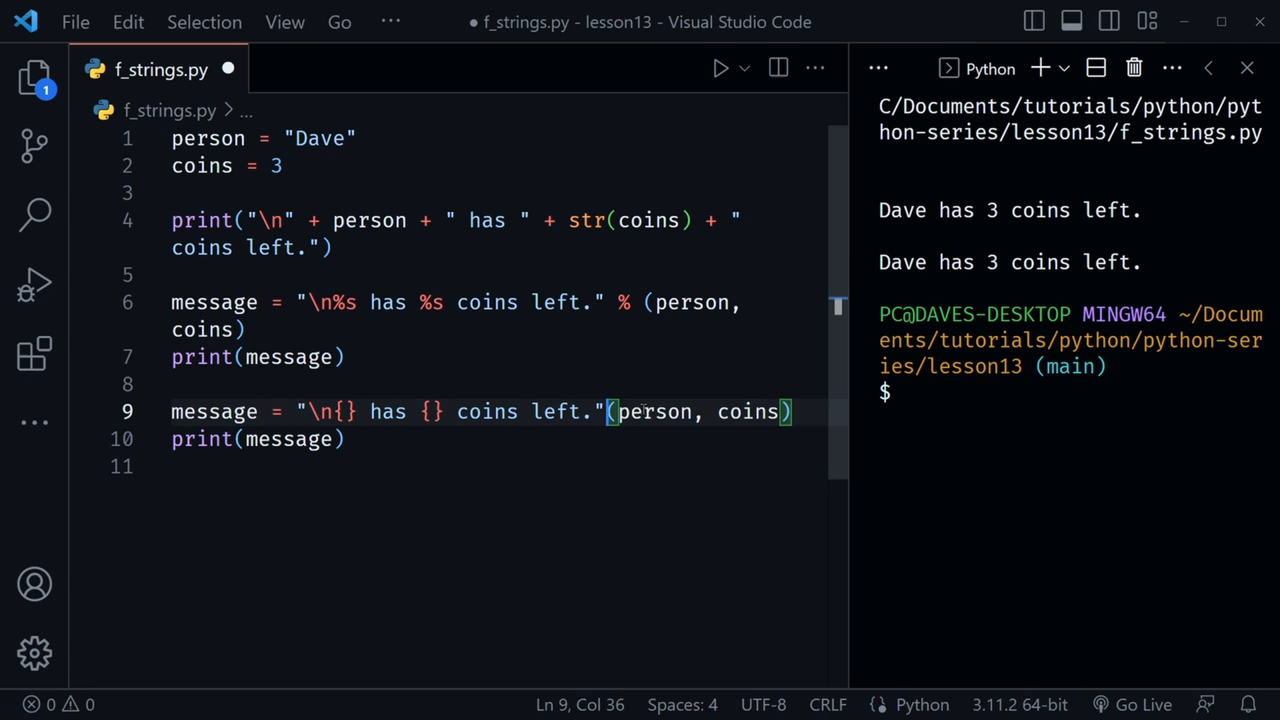 File Edit Selection View Go ··· ● f_strings.py - lesson13 - Visual Studio Code
f_strings.py ●
1
f_strings.py > ...
1 person = "Dave"
2 coins = 3
3
4 print("\n" + person + " has " + str(coins) + "
coins left.")
5
6 message = "\n%s has %s coins left." % (person,
coins)
7 print(message)
8
9 message = "\n{} has {} coins left."(person, coins)
10 print(message)
11
··· Python ···
C/Documents/tutorials/python/pyt
hon-series/lesson13/f_strings.py
Dave has 3 coins left.
Dave has 3 coins left.
PC@DAVES-DESKTOP MINGW64 ~/Docum
ents/tutorials/python/python-ser
ies/lesson13 (main)
$
0 0 Ln 9, Col 36 Spaces: 4 UTF-8 CRLF Python 3.11.2 64-bit Go Live